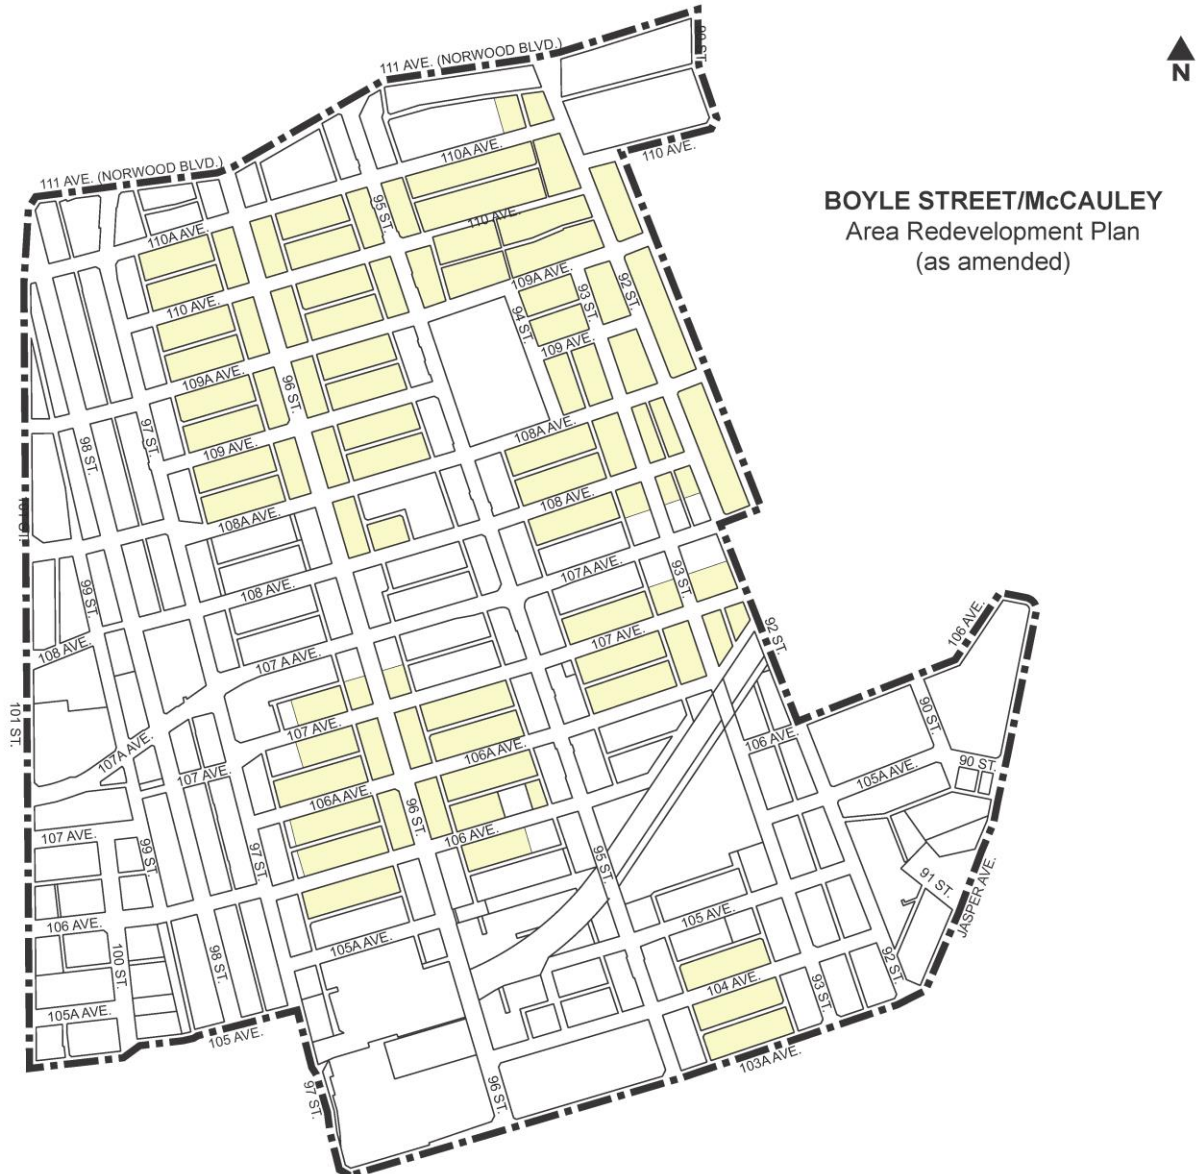 111 AVE. (NORWOOD BLVD.)
99 ST.
N
110A AVE.
110 AVE.
111 AVE. (NORWOOD BLVD.)
BOYLE STREET/McCAULEY
Area Redevelopment Plan
(as amended)
95 ST.
110 AVE.
110A AVE.
109A AVE.
92 ST.
93 ST.
110 AVE.
94 ST.
109 AVE.
109A AVE.
96 ST.
97 ST.
98 ST.
109 AVE.
108A AVE.
108 AVE.
101 ST.
108A AVE.
107A AVE.
93 ST.
99 ST.
108 AVE.
92 ST.
106 AVE.
107 AVE.
108 AVE.
107 A AVE.
101 ST.
90 ST.
107 AVE.
106 AVE.
107A AVE.
106A AVE.
90 ST.
107 AVE.
105A AVE.
106A AVE.
96 ST.
107 AVE.
106 AVE.
99 ST.
97 ST.
95 ST.
91 ST.
JASPER AVE.
106 AVE.
105 AVE.
105A AVE.
100 ST.
98 ST.
92 ST.
104 AVE.
93 ST.
105A AVE.
105 AVE.
103A AVE.
97 ST.
96 ST.